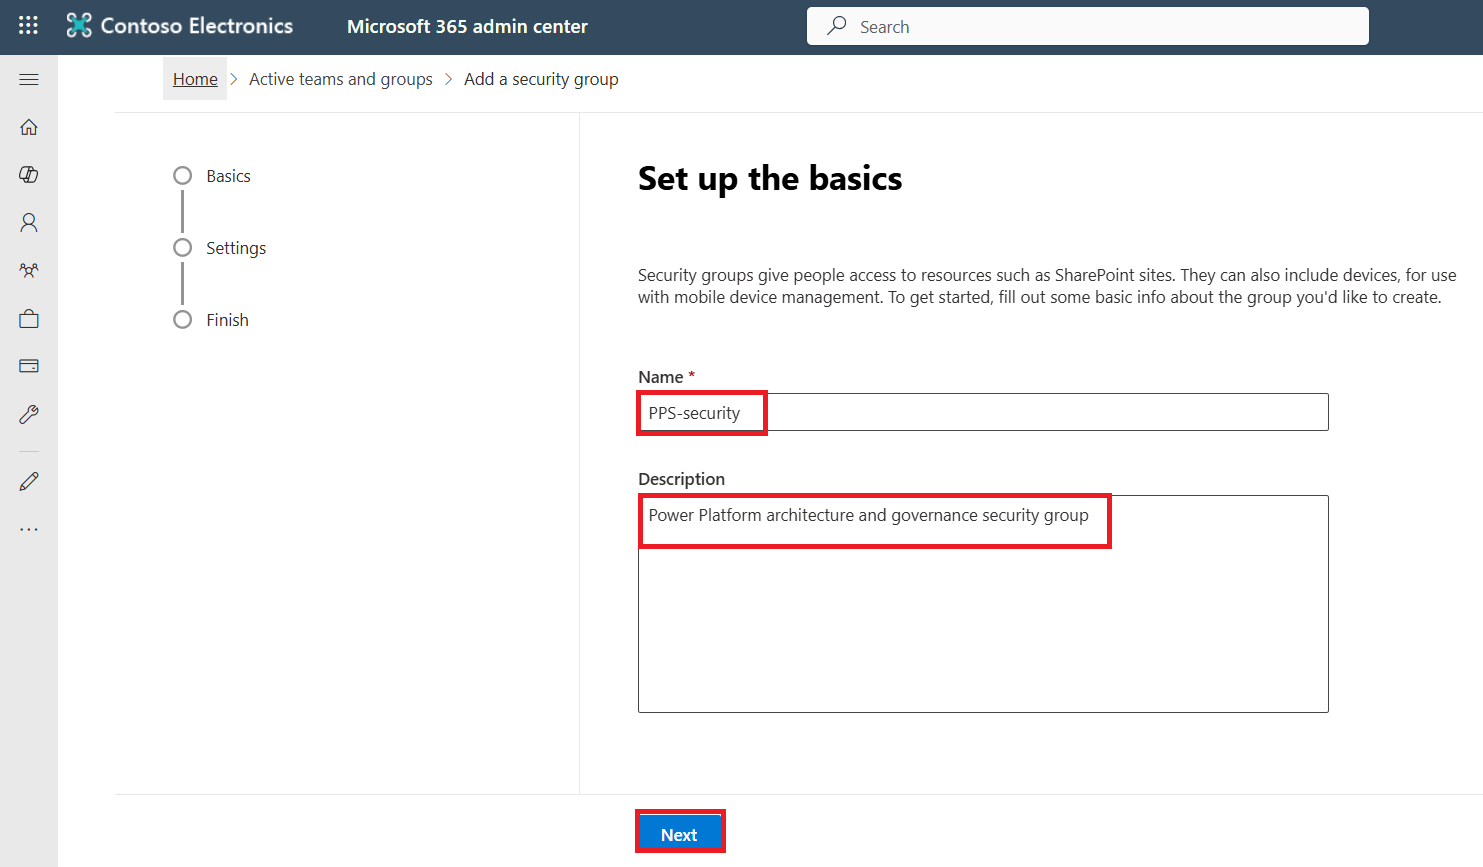 Contoso Electronics
Microsoft 365 admin center
Search
Home > Active teams and groups > Add a security group
Basics
Settings
Finish
Set up the basics
Security groups give people access to resources such as SharePoint sites. They can also include devices, for use
with mobile device management. To get started, fill out some basic info about the group you'd like to create.
Name *
PPS-security
Description
Power Platform architecture and governance security group
Next